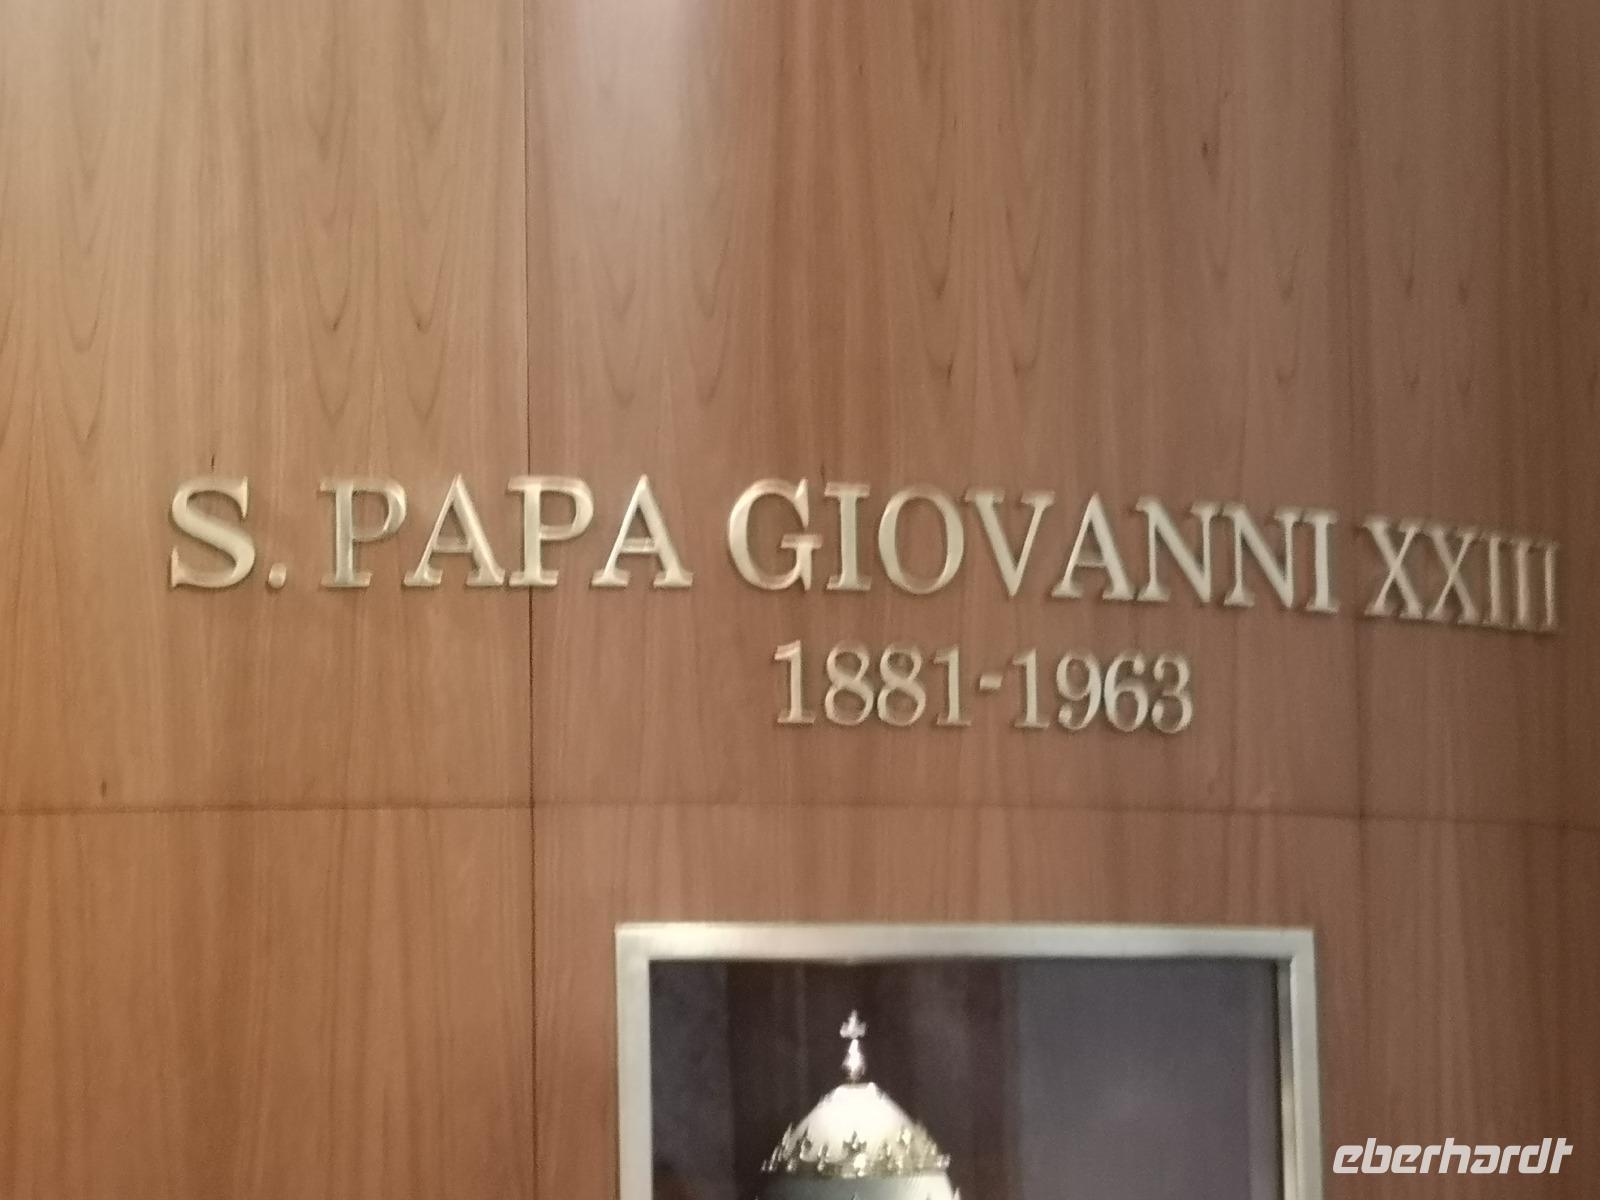 S. PAPA GIOVANNI XXIII
1881-1963
eberhardt